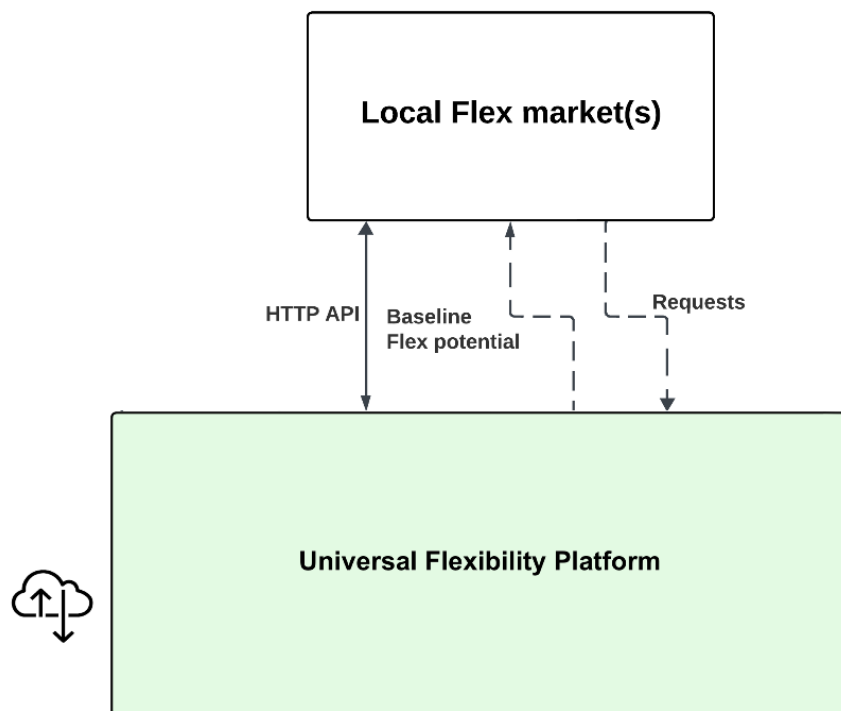 Local Flex market(s)
HTTP API
Baseline
Flex potential
Requests
Universal Flexibility Platform